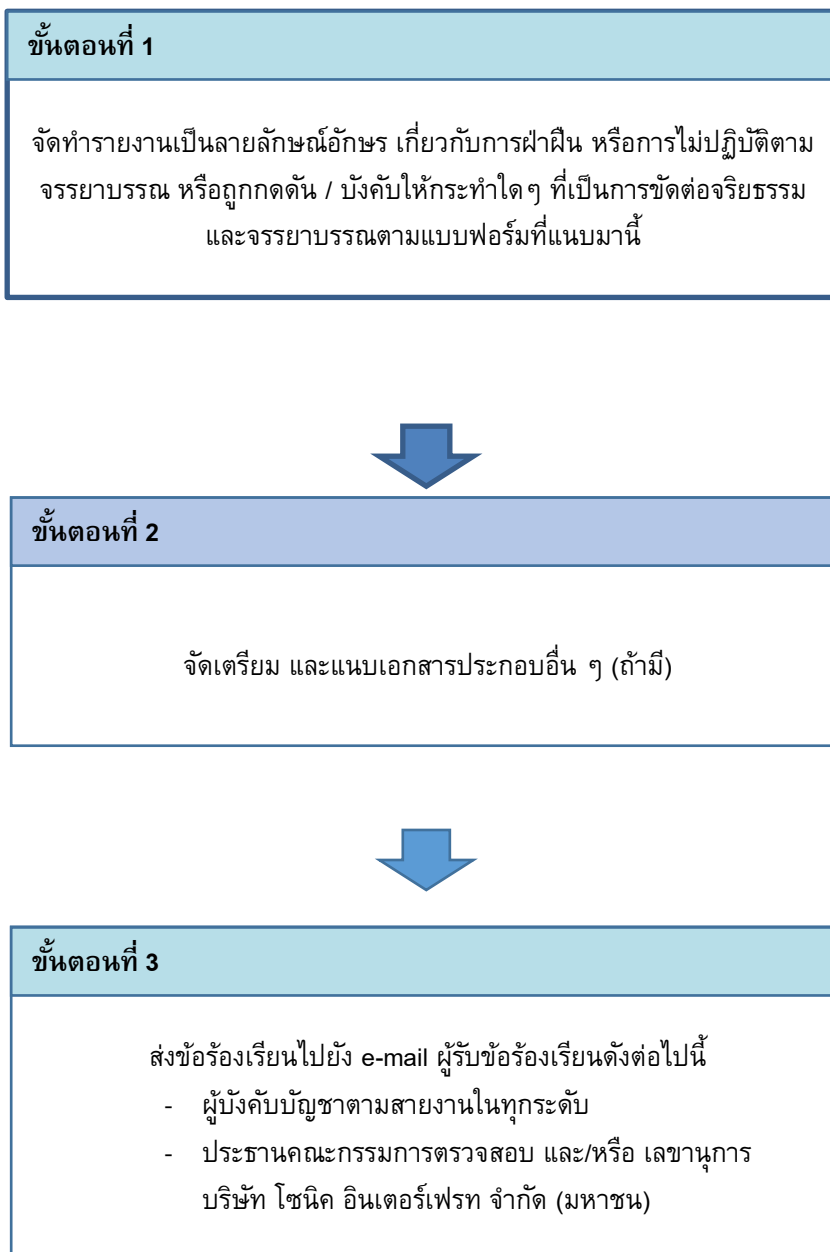 ขั้นตอนที่ 1
จัดทำรายงานเป็นลายลักษณ์อักษร เกี่ยวกับการฝ่าฝืน หรือการไม่ปฏิบัติตาม
จรรยาบรรณ หรือถูกกดดัน / บังคับให้กระทำใดๆ ที่เป็นการขัดต่อจริยธรรม
และจรรยาบรรณตามแบบฟอร์มที่แนบมานี้
ขั้นตอนที่ 2
จัดเตรียม และแนบเอกสารประกอบอื่น ๆ (ถ้ามี)
ขั้นตอนที่ 3
ส่งข้อร้องเรียนไปยัง e-mail ผู้รับข้อร้องเรียนดังต่อไปนี้
- ผู้บังคับบัญชาตามสายงานในทุกระดับ
- ประธานคณะกรรมการตรวจสอบ และ/หรือ เลขานุการ
บริษัท โซนิค อินเตอร์เฟรท จำกัด (มหาชน)